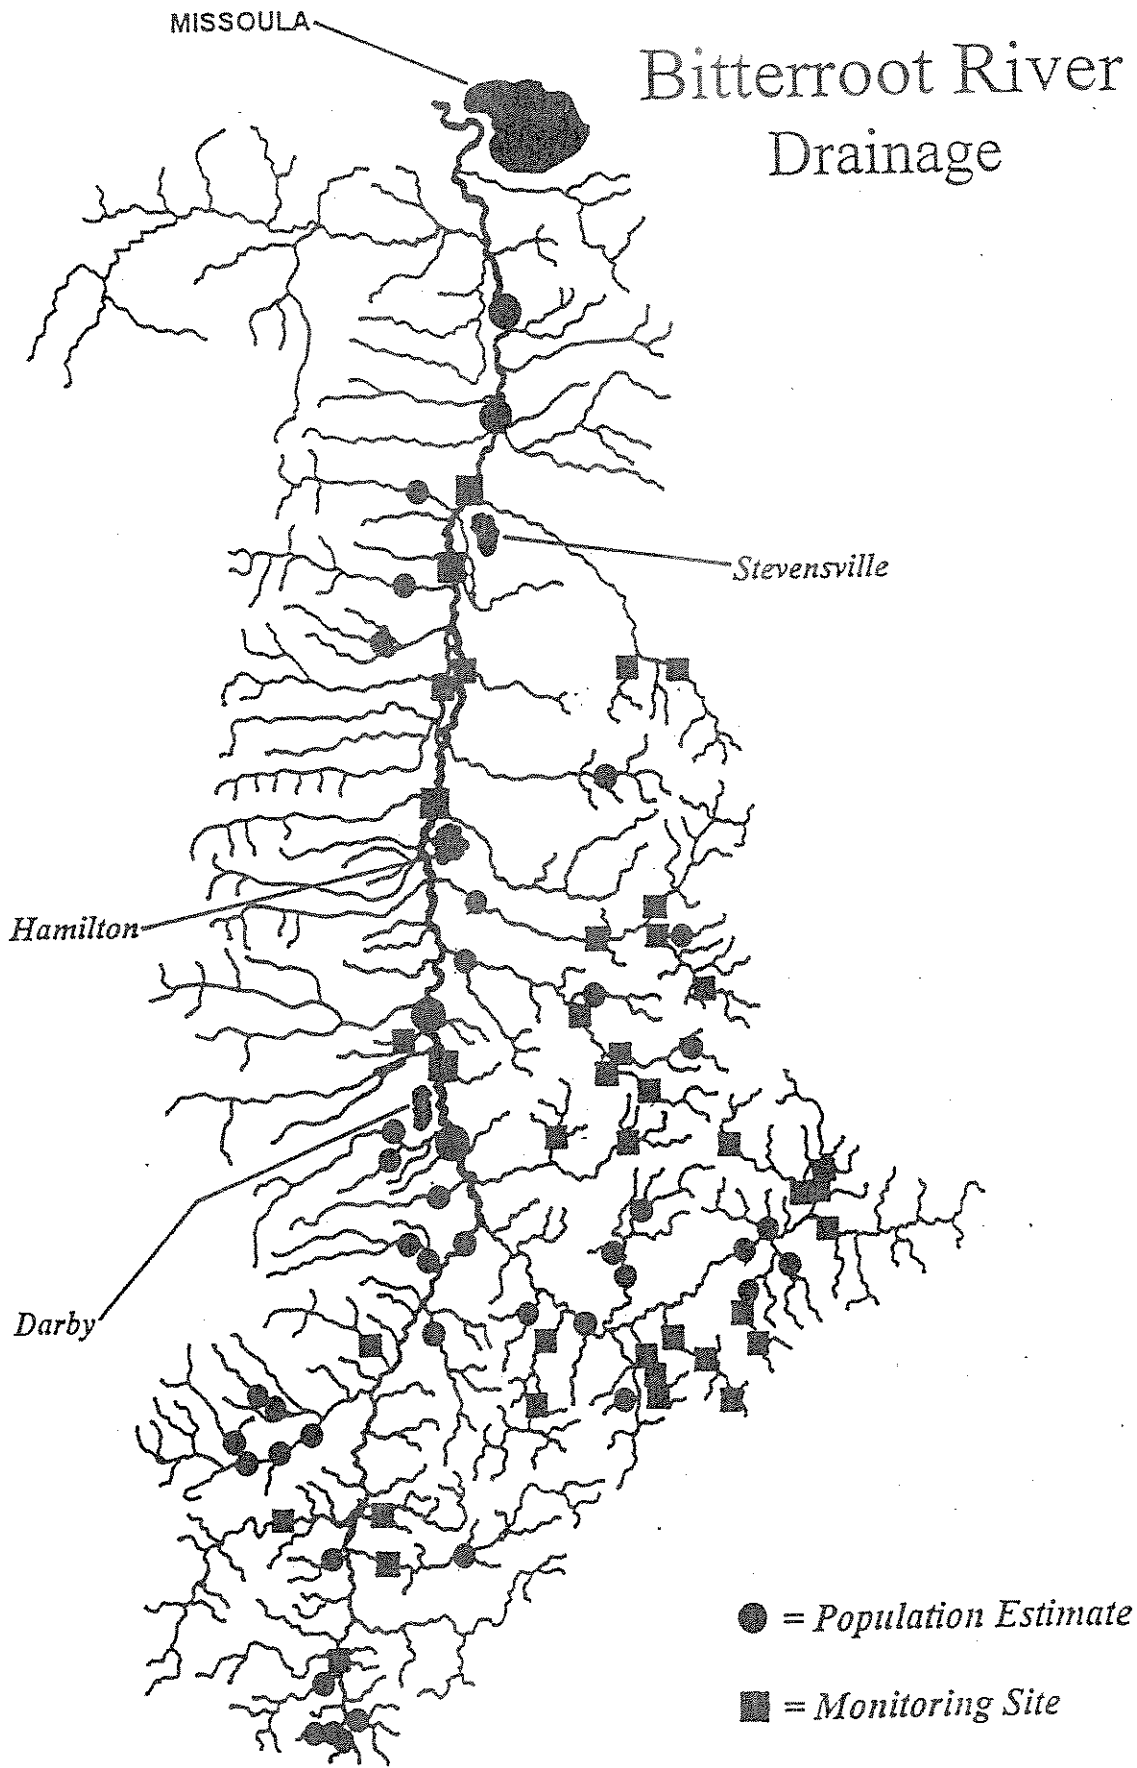 MISSOULA
Bitterroot River
Drainage
Stevensville
Hamilton
Darby
= Population Estimate
= Monitoring Site